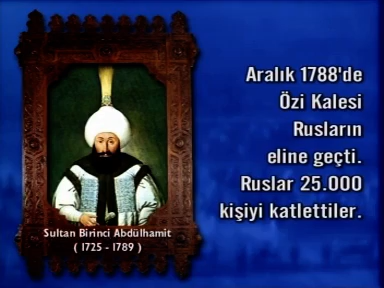 Aralık 1788'de
Özi Kalesi
Rusların
eline geçti.
Ruslar 25.000
kişiyi katlettiler.
Sultan Birinci Abdülhamit
( 1725 - 1789 )